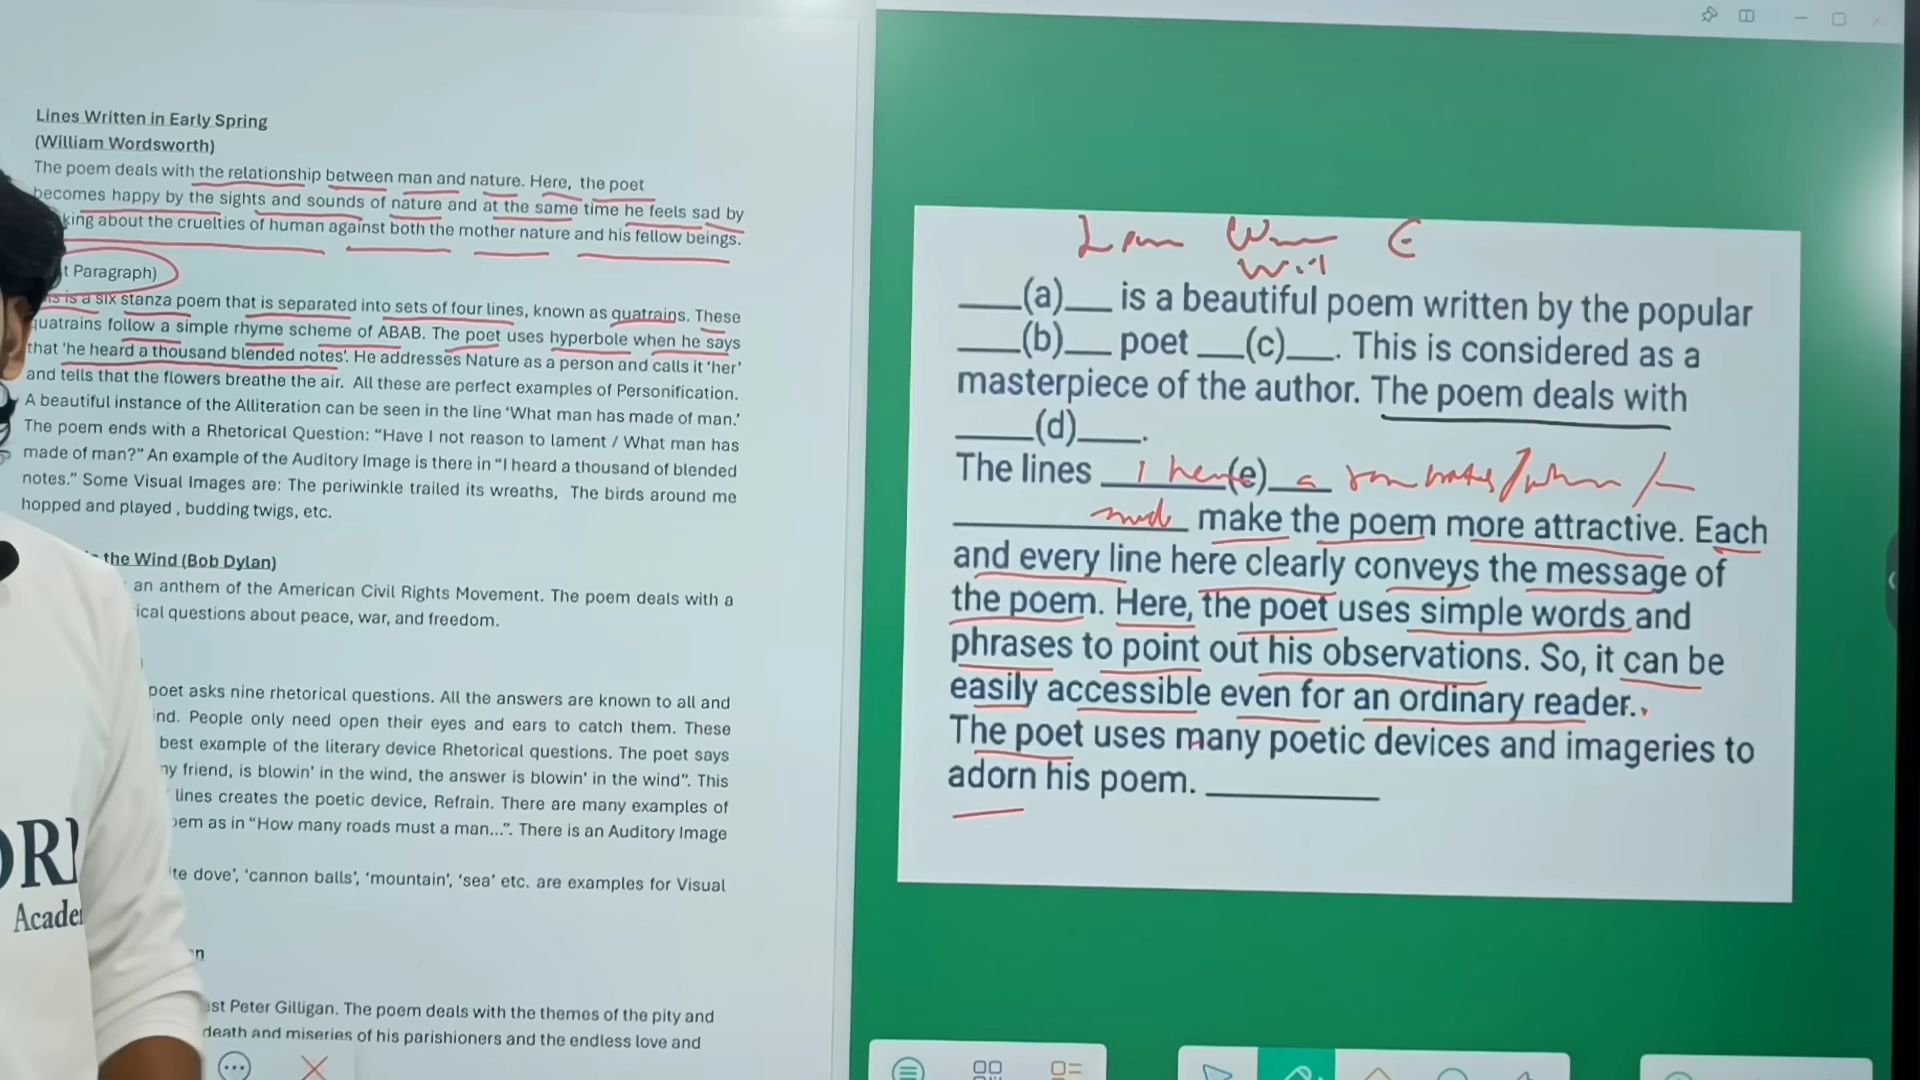 Lines Written in Early Spring
(William Wordsworth)
The poem deals with the relationship between man and nature. Here, the poet
becomes happy by the sights and sounds of nature and at the same time he feels sad by
king about the cruelties of human against both the mother nature and his fellow beings.
t Paragraph)
is is a six stanza poem that is separated into sets of four lines, known as quatrains. These
quatrains follow a simple rhyme scheme of ABAB. The poet uses hyperbole when he says
that 'he heard a thousand blended notes'. He addresses Nature as a person and calls it 'her'
and tells that the flowers breathe the air. All these are perfect examples of Personification.
A beautiful instance of the Alliteration can be seen in the line 'What man has made of man.'
The poem ends with a Rhetorical Question: "Have I not reason to lament / What man has
made of man?" An example of the Auditory Image is there in "I heard a thousand of blended
notes." Some Visual Images are: The periwinkle trailed its wreaths, The birds around me
hopped and played , budding twigs, etc.
the Wind (Bob Dylan)
an anthem of the American Civil Rights Movement. The poem deals with a
ical questions about peace, war, and freedom.
)
poet asks nine rhetorical questions. All the answers are known to all and
ind. People only need open their eyes and ears to catch them. These
best example of the literary device Rhetorical questions. The poet says
ny friend, is blowin' in the wind, the answer is blowin' in the wind". This
lines creates the poetic device, Refrain. There are many examples of
oem as in "How many roads must a man...". There is an Auditory Image
ite dove', 'cannon balls', 'mountain', 'sea' etc. are examples for Visual
n
est Peter Gilligan. The poem deals with the themes of the pity and
death and miseries of his parishioners and the endless love and
ORI
Acade
____(a)___ is a beautiful poem written by the popular
____(b)___ poet ___(c)___. This is considered as a
masterpiece of the author. The poem deals with
_____(d)____.
The lines ________(e)____
_______________ make the poem more attractive. Each
and every line here clearly conveys the message of
the poem. Here, the poet uses simple words and
phrases to point out his observations. So, it can be
easily accessible even for an ordinary reader.
The poet uses many poetic devices and imageries to
adorn his poem. ___________